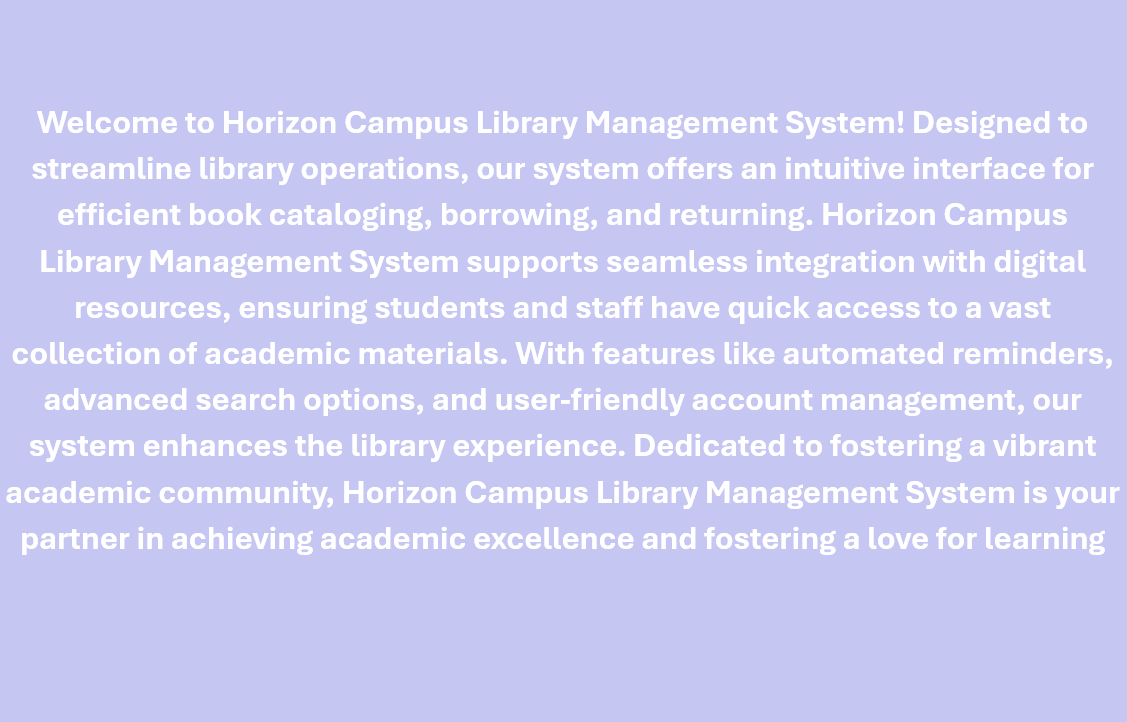 Welcome to Horizon Campus Library Management System! Designed to
streamline library operations, our system offers an intuitive interface for
efficient book cataloging, borrowing, and returning. Horizon Campus
Library Management System supports seamless integration with digital
resources, ensuring students and staff have quick access to a vast
collection of academic materials. With features like automated reminders,
advanced search options, and user-friendly account management, our
system enhances the library experience. Dedicated to fostering a vibrant
academic community, Horizon Campus Library Management System is your
partner in achieving academic excellence and fostering a love for learning